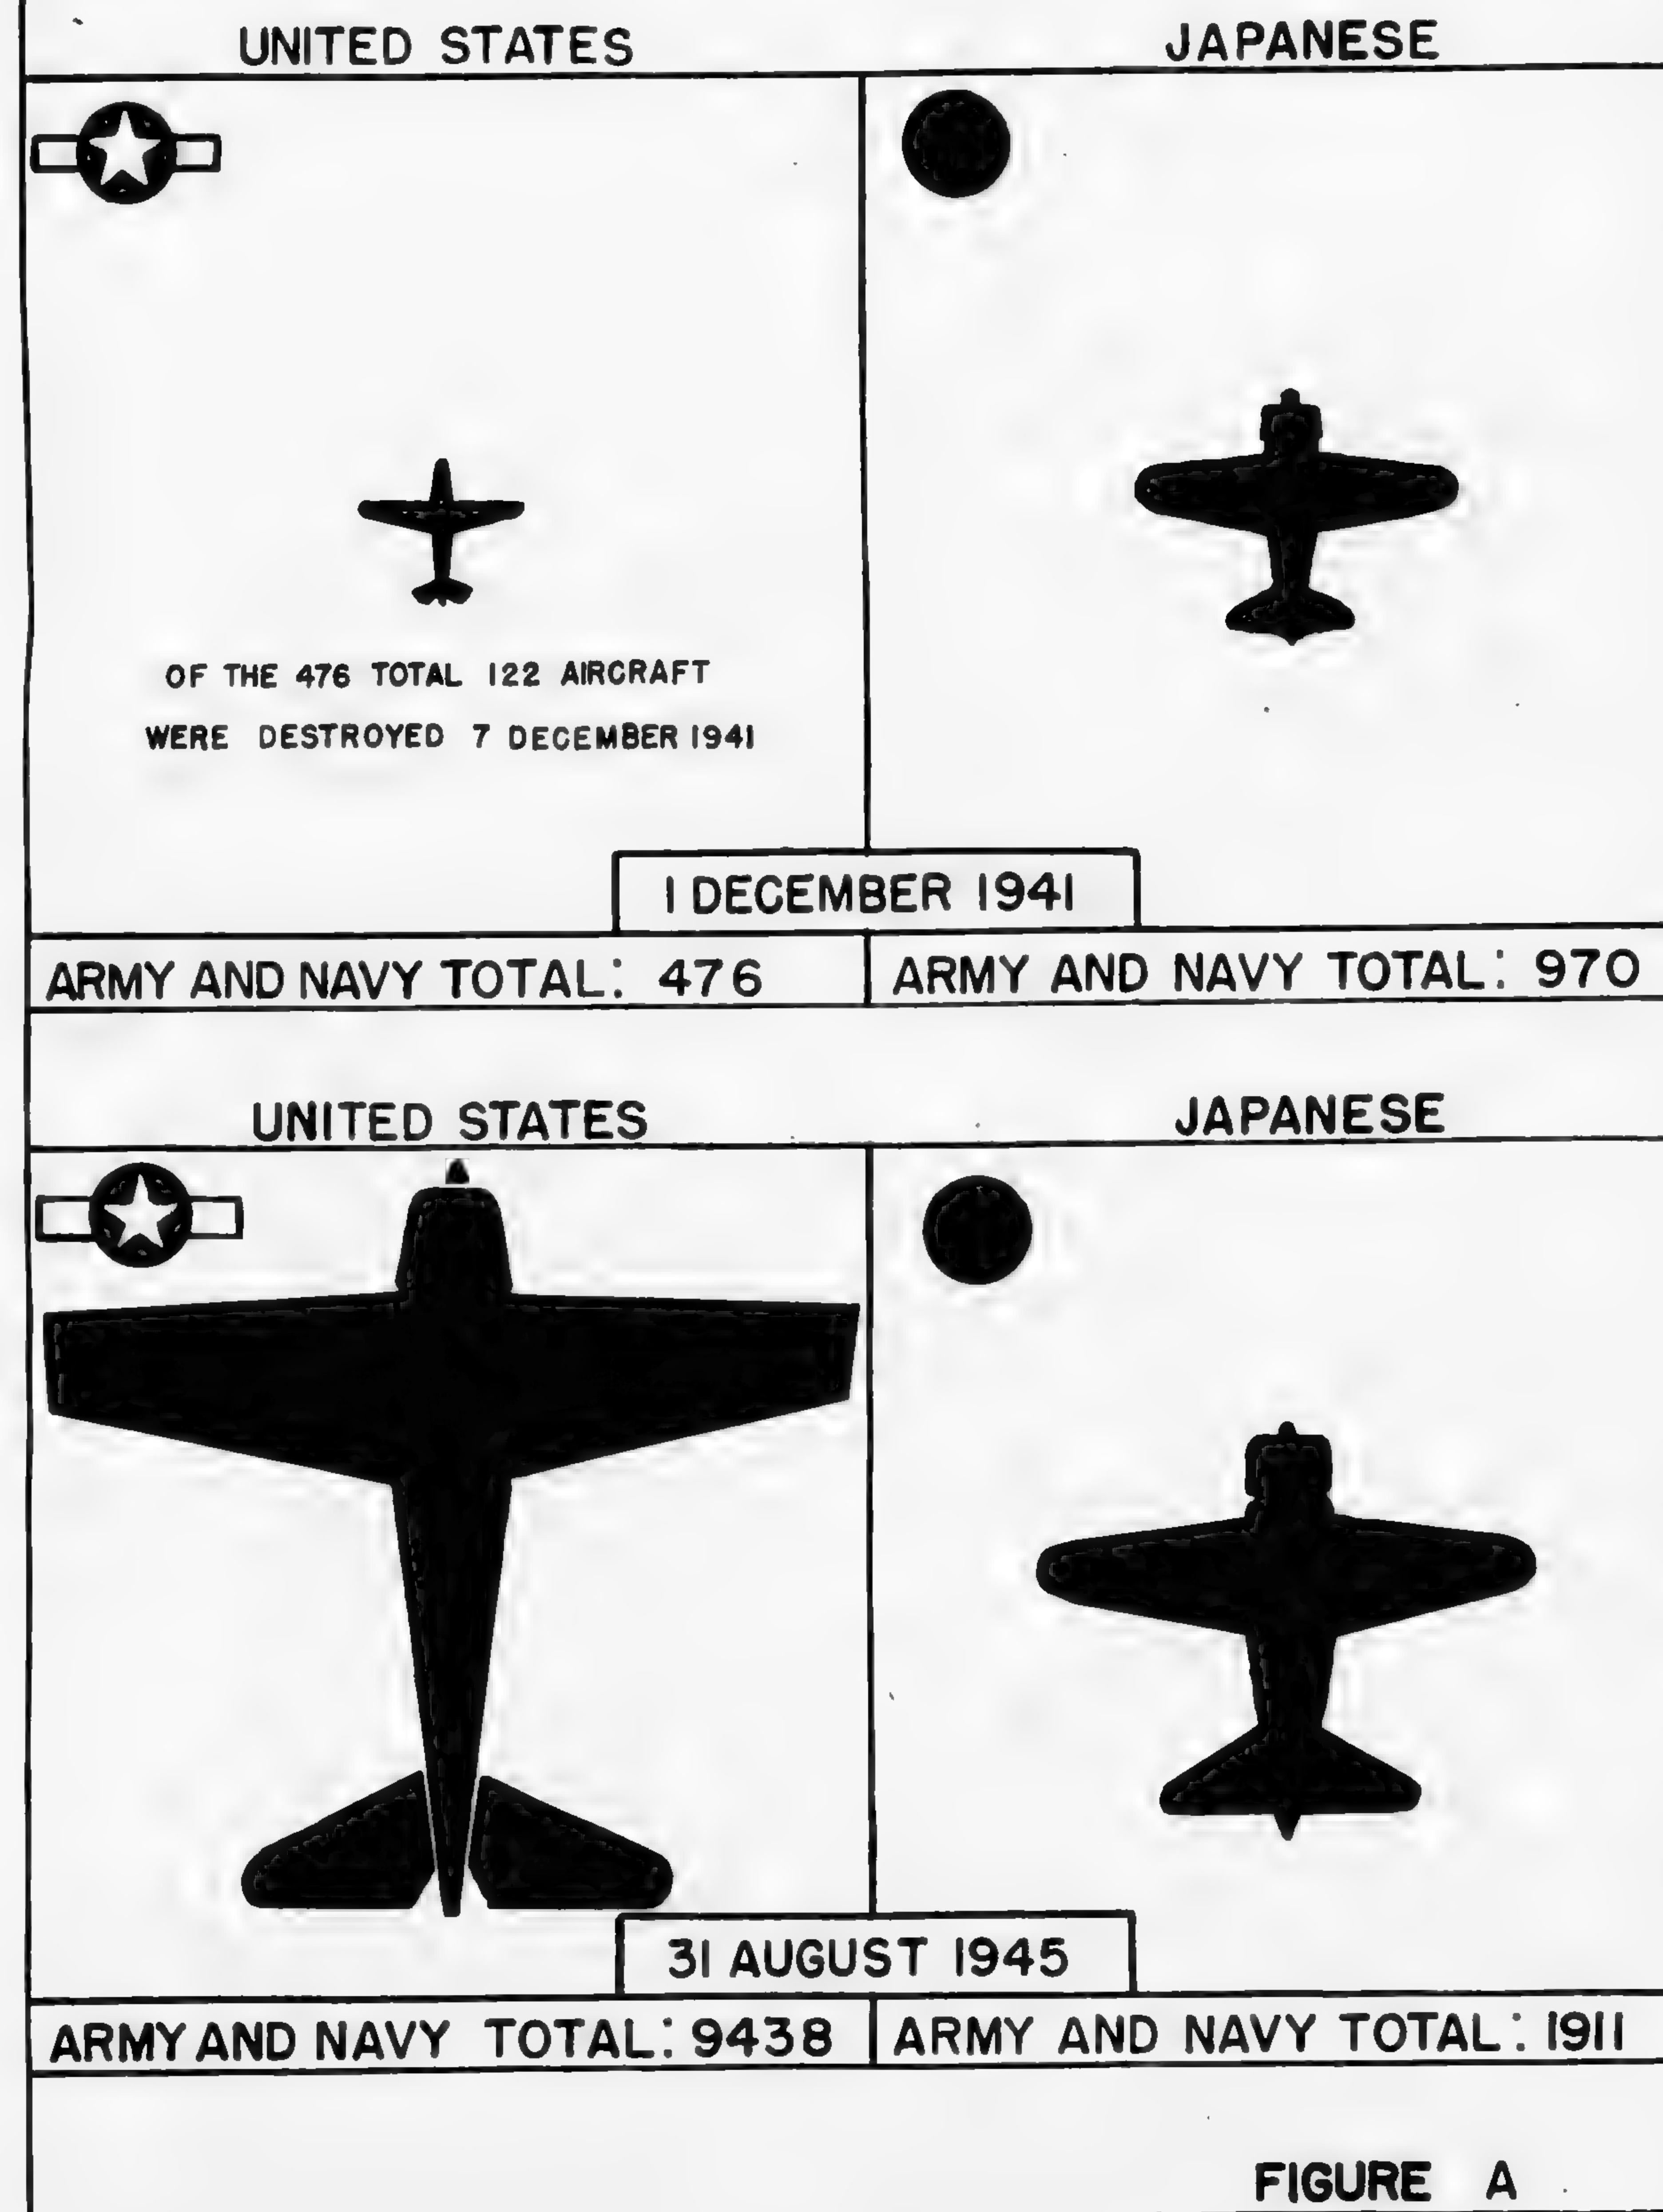 UNITED STATES
JAPANESE
OF THE 476 TOTAL 122 AIRCRAFT
WERE DESTROYED 7 DECEMBER 1941
1 DECEMBER 1941
ARMY AND NAVY TOTAL: 476
ARMY AND NAVY TOTAL: 970
UNITED STATES
JAPANESE
31 AUGUST 1945
ARMY AND NAVY TOTAL: 9438
ARMY AND NAVY TOTAL: 1911
FIGURE A